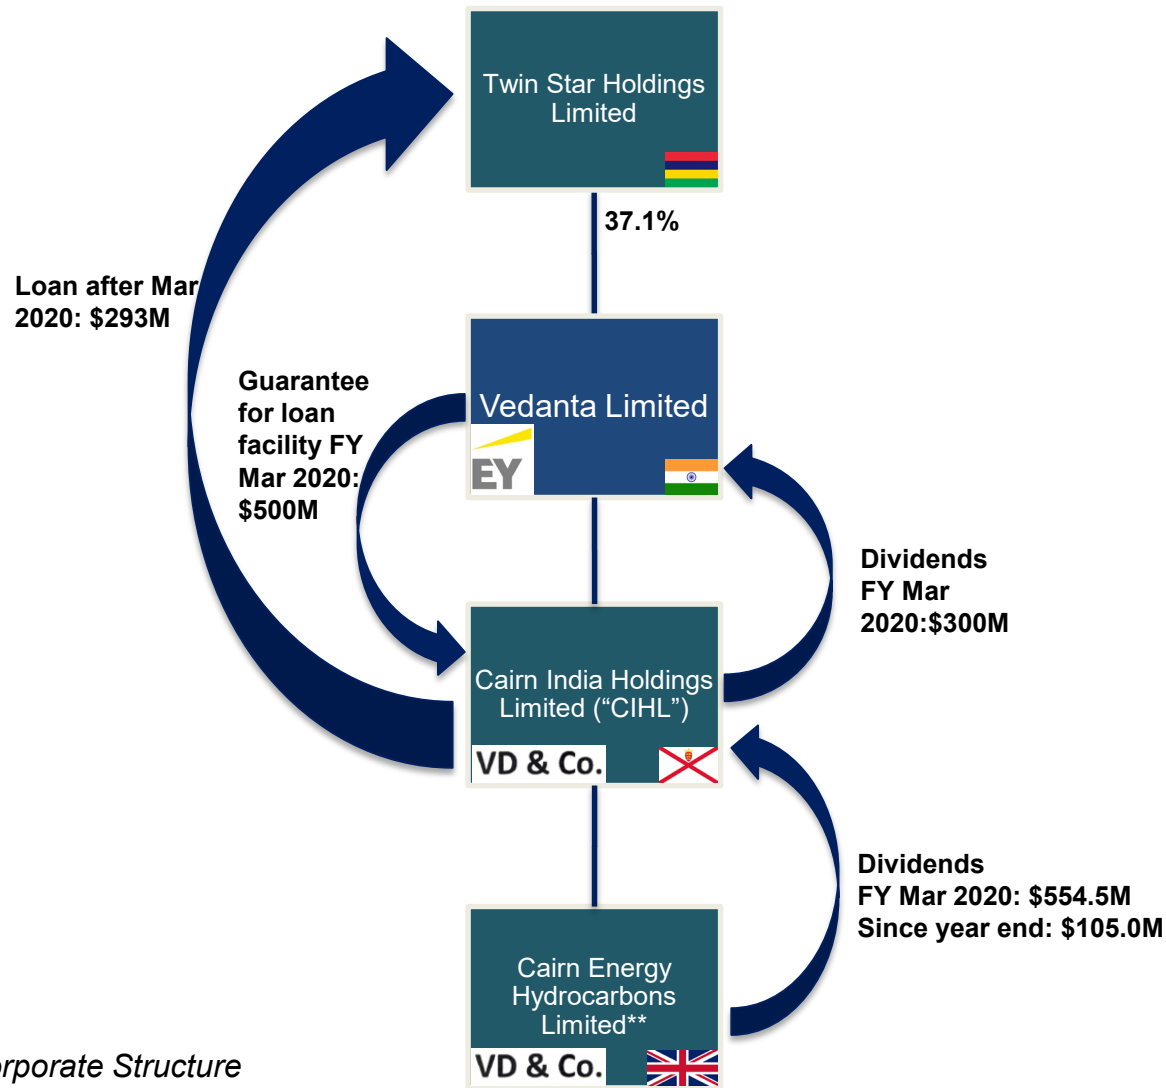 Twin Star Holdings
Limited
37.1%
Loan after Mar
2020: $293M
Guarantee
for loan
facility FY
Mar 2020:
$500M
Vedanta Limited
EY
Dividends
FY Mar
2020:$300M
Cairn India Holdings
Limited (“CIHL”)
VD & Co.
Dividends
FY Mar 2020: $554.5M
Since year end: $105.0M
Cairn Energy
Hydrocarbons
Limited**
VD & Co.
orporate Structure